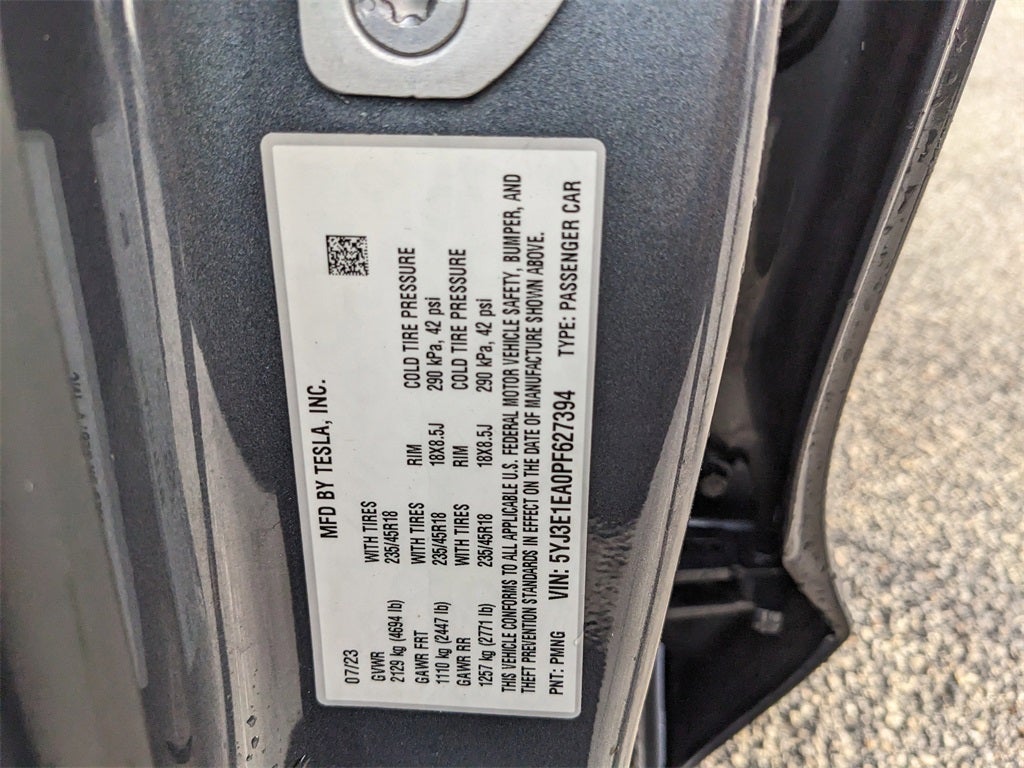 MFD BY TESLA, INC.
07/23
GVWR WITH TIRES
2129 kg (4694 lb) 235/45R18
GAWR FRT WITH TIRES RIM COLD TIRE PRESSURE
1110 kg (2447 lb) 235/45R18 18X8.5J 290 kPa, 42 psi
GAWR RR WITH TIRES RIM COLD TIRE PRESSURE
1257 kg (2771 lb) 235/45R18 18X8.5J 290 kPa, 42 psi
THIS VEHICLE CONFORMS TO ALL APPLICABLE U.S. FEDERAL MOTOR VEHICLE SAFETY, BUMPER, AND
THEFT PREVENTION STANDARDS IN EFFECT ON THE DATE OF MANUFACTURE SHOWN ABOVE.
PNT: PMNG VIN: 5YJ3E1EA0PF627394 TYPE: PASSENGER CAR